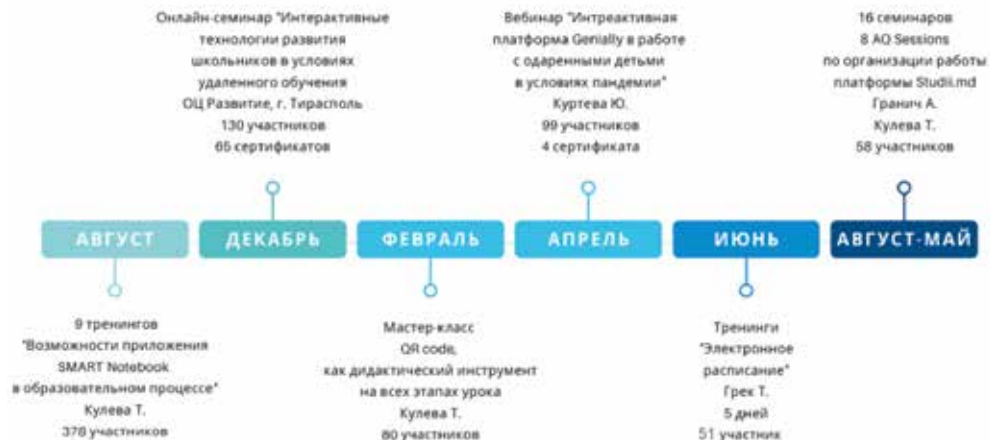 Онлайн-семинар "Интерактивные
технологии развития
школьников в условиях
удаленного обучения
ОЦ Развитие, г. Тирасполь
130 участников
65 сертификатов
Вебинар "Интреактивная
платформа Genially в работе
с одаренными детьми
в условиях пандемии"
Куртева Ю.
99 участников
4 сертификата
16 семинаров
8 AQ Sessions
по организации работы
платформы Studii.md
Гранич А.
Кулева Т.
58 участников
АВГУСТ
ДЕКАБРЬ
ФЕВРАЛЬ
АПРЕЛЬ
ИЮНЬ
АВГУСТ-МАЙ
9 тренингов
"Возможности приложения
SMART Notebook
в образовательном процессе"
Кулева Т.
378 участников
Мастер-класс
QR code,
как дидактический инструмент
на всех этапах урока
Кулева Т.
80 участников
Тренинги
"Электронное
расписание"
Грек Т.
5 дней
51 участник